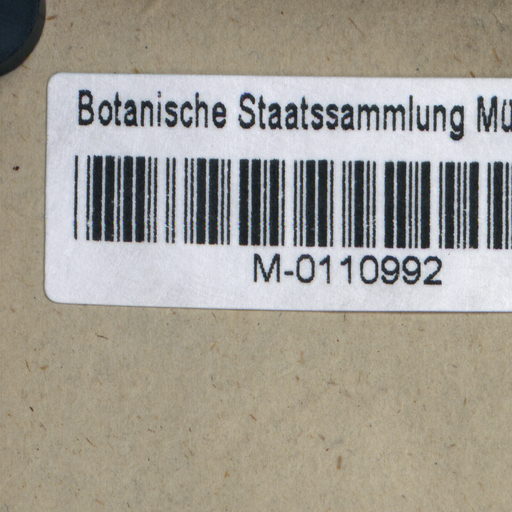 Botanische Staatssammlung Mü
M-0110992